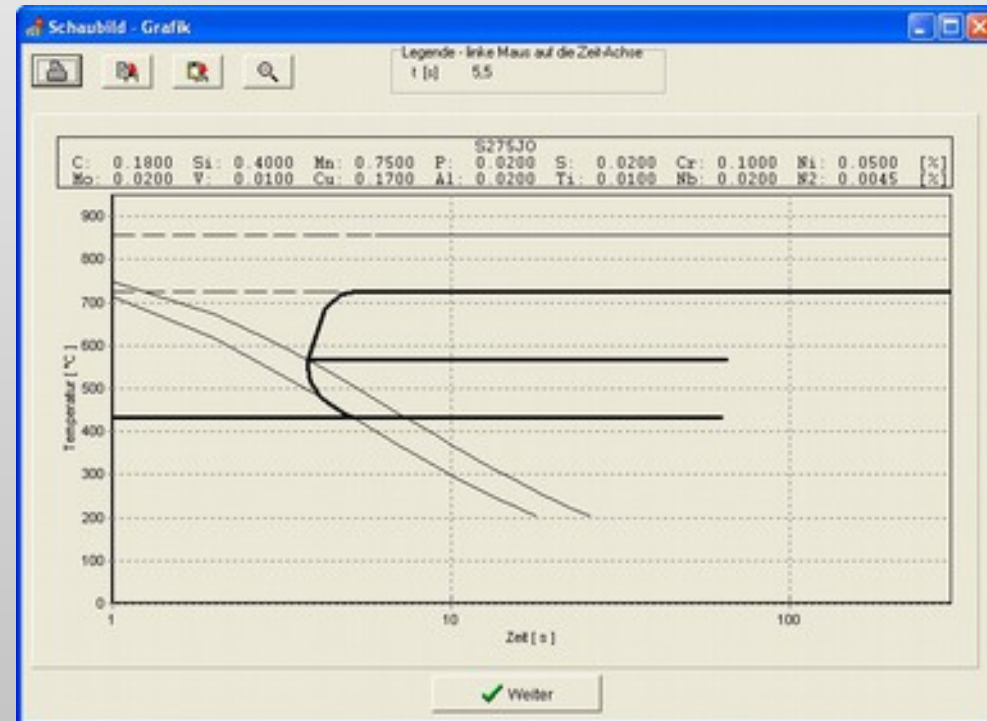 Schaubild - Grafik
Legende - linke Maus auf die Zeit-Achse
t [s] 5,5
S275JO
C: 0.1800 Si: 0.4000 Mn: 0.7500 P: 0.0200 S: 0.0200 Cr: 0.1000 Ni: 0.0500 [%]
Mo: 0.0200 V: 0.0100 Cu: 0.1700 Al: 0.0200 Ti: 0.0100 Nb: 0.0200 N2: 0.0045 [%]
900
800
700
600
500
400
300
200
100
0
Temperatur [ °C ]
1 10 100
Zeit [ s ]
Weiter